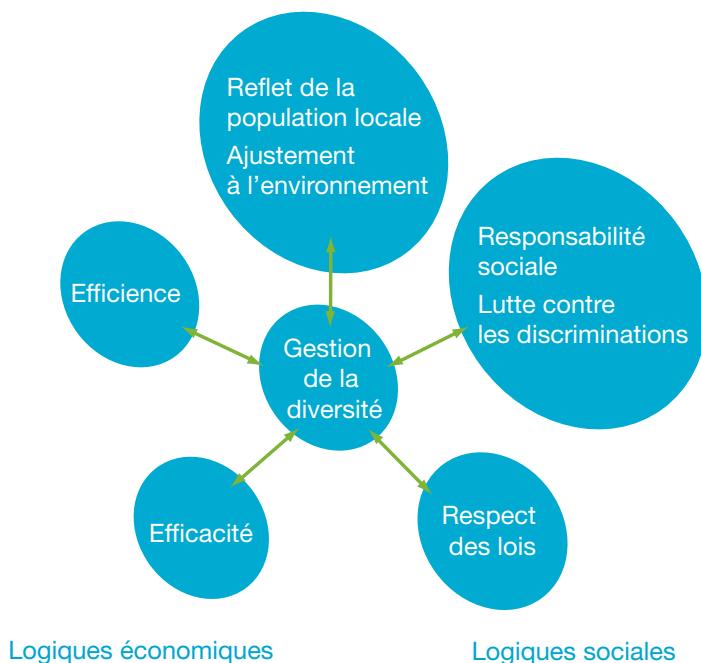 Reflet de la
population locale
Ajustement
à l’environnement
Responsabilité
sociale
Lutte contre
les discriminations
Efficience
Gestion
de la
diversité
Efficacité
Respect
des lois
Logiques économiques
Logiques sociales